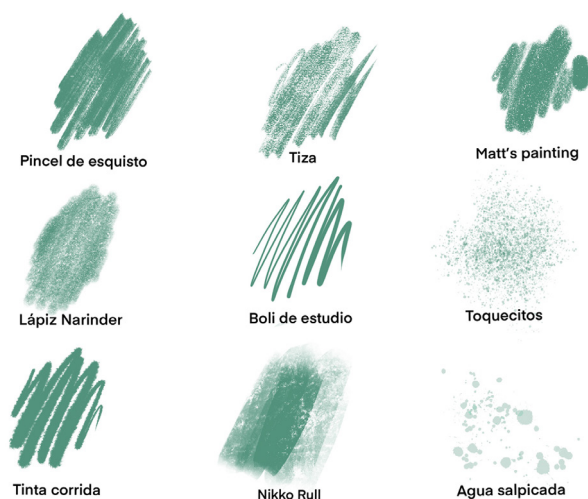 Pincel de esquisto
Tiza
Matt's painting
Lápiz Narinder
Boli de estudio
Toquecitos
Tinta corrida
Nikko Rull
Agua salpicada